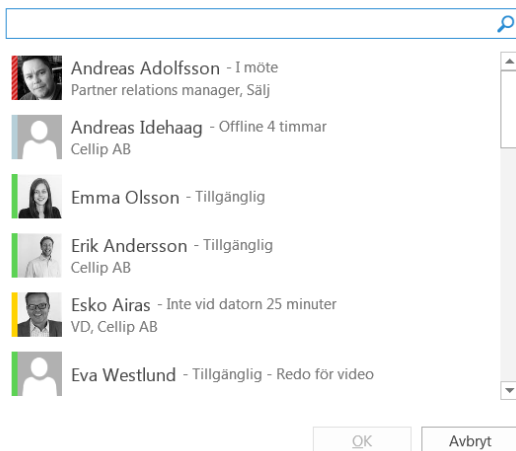 Andreas Adolfsson - I möte
Partner relations manager, Sälj
Andreas Idehaag - Offline 4 timmar
Cellip AB
Emma Olsson - Tillgänglig
Erik Andersson - Tillgänglig
Cellip AB
Esko Airas - Inte vid datorn 25 minuter
VD, Cellip AB
Eva Westlund - Tillgänglig - Redo för video
OK Avbryt